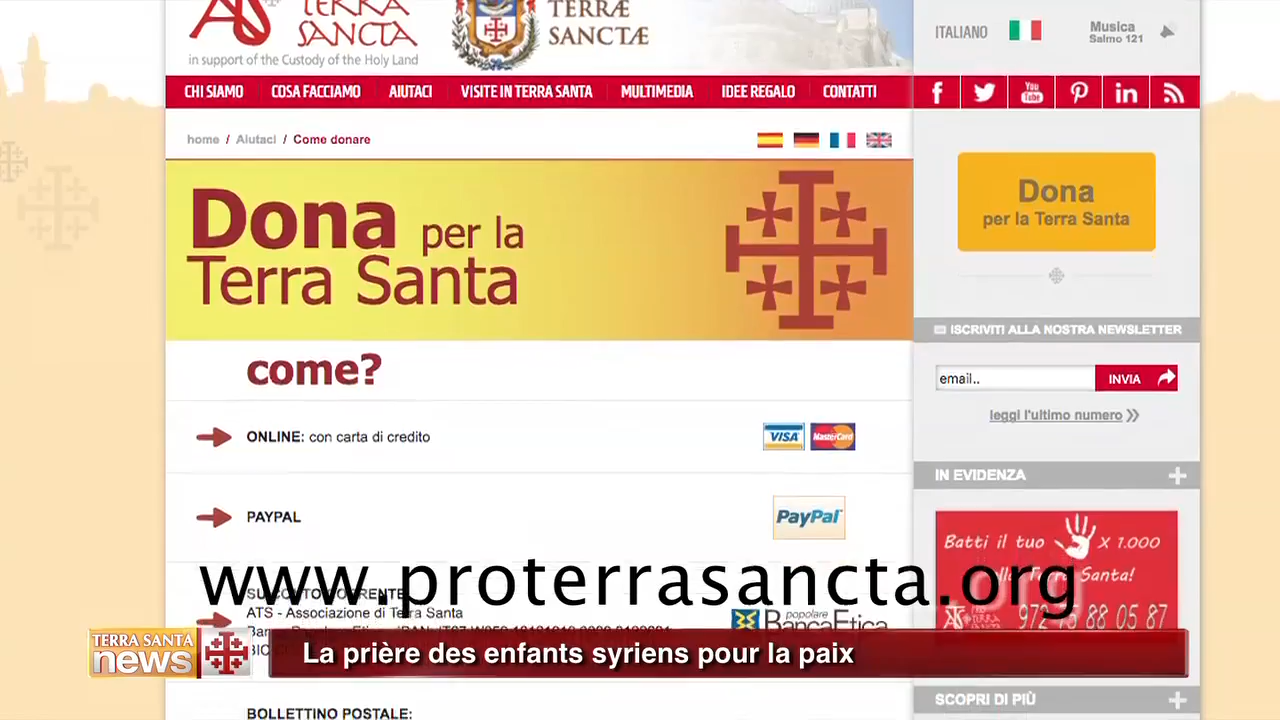 TERRA
SANCTA
in support of the Custody of the Holy Land
TERRÆ
SANCTÆ
ITALIANO
Musica
Salmo 121
CHI SIAMO COSA FACCIAMO AIUTACI VISITE IN TERRA SANTA MULTIMEDIA IDEE REGALO CONTATTI
f You Tube in
home / Aiutaci / Come donare
Dona per la
Terra Santa
Dona
per la Terra Santa
ISCRIVITI ALLA NOSTRA NEWSLETTER
come?
email.. INVIA
leggi l'ultimo numero
ONLINE: con carta di credito
VISA MasterCard
IN EVIDENZA
PAYPAL
PayPal
Batti il tuo X 1.000
Terra Santa!
www.proterrasancta.org
ATS - Associazione di Terra Santa
popolare
BancaEtica
88 05 87
TERRA SANTA
news
La prière des enfants syriens pour la paix
SCOPRI DI PIÙ
BOLLETTINO POSTALE: